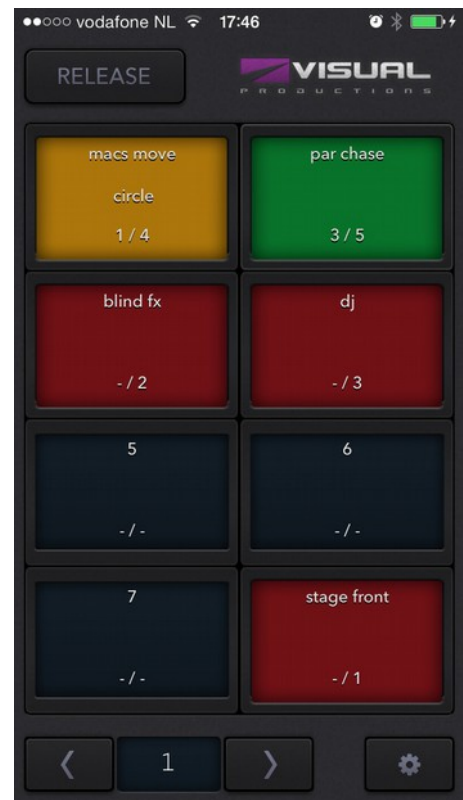 vodafone NL 17:46
RELEASE
VISUAL
PRODUCTIONS
macs move
circle
1 / 4
par chase
3 / 5
blind fx
- / 2
dj
- / 3
5
- / -
6
- / -
7
- / -
stage front
- / 1
1